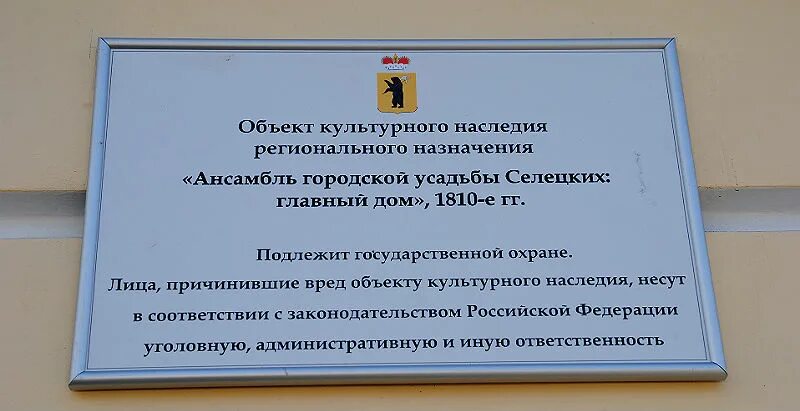 Объект культурного наследия
регионального назначения
«Ансамбль городской усадьбы Селецких:
главный дом», 1810-е гг.
Подлежит государственной охране.
Лица, причинившие вред объекту культурного наследия, несут
в соответствии с законодательством Российской Федерации
уголовную, административную и иную ответственность